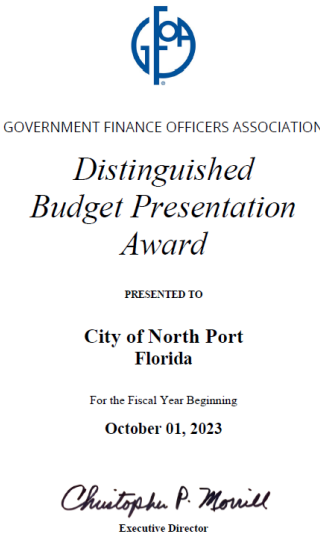 GFOA
GOVERNMENT FINANCE OFFICERS ASSOCIATION
Distinguished
Budget Presentation
Award
PRESENTED TO
City of North Port
Florida
For the Fiscal Year Beginning
October 01, 2023
Christopher P. Morrill
Executive Director